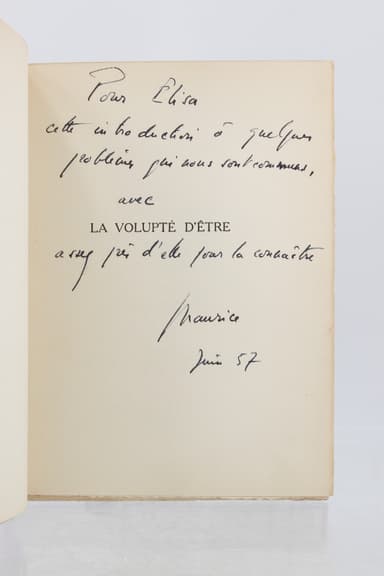 Pour Elisa
cette introduction à quelques
problèmes qui nous sont communs,
avec
LA VOLUPTÉ D'ÊTRE
assez près d'elle pour la connaître
Maurice
Juin 57